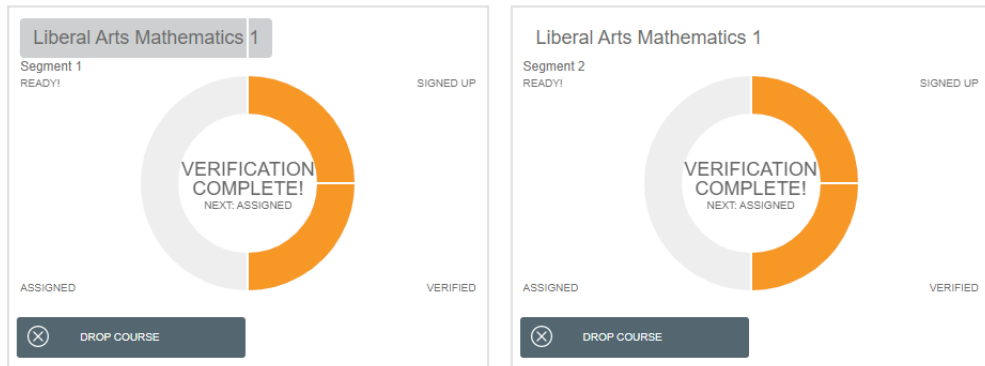 Liberal Arts Mathematics 1
Segment 1
READY!
SIGNED UP
VERIFICATION
COMPLETE!
NEXT: ASSIGNED
ASSIGNED
VERIFIED
DROP COURSE
Liberal Arts Mathematics 1
Segment 2
READY!
SIGNED UP
VERIFICATION
COMPLETE!
NEXT: ASSIGNED
ASSIGNED
VERIFIED
DROP COURSE